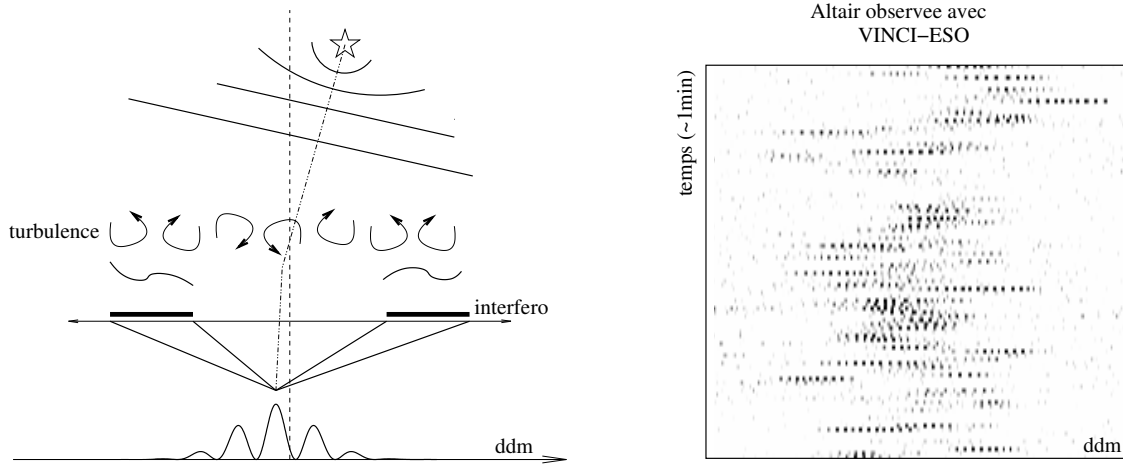 turbulence
interfero
ddm
Altair observee avec
VINCI−ESO
temps (~1min)
ddm